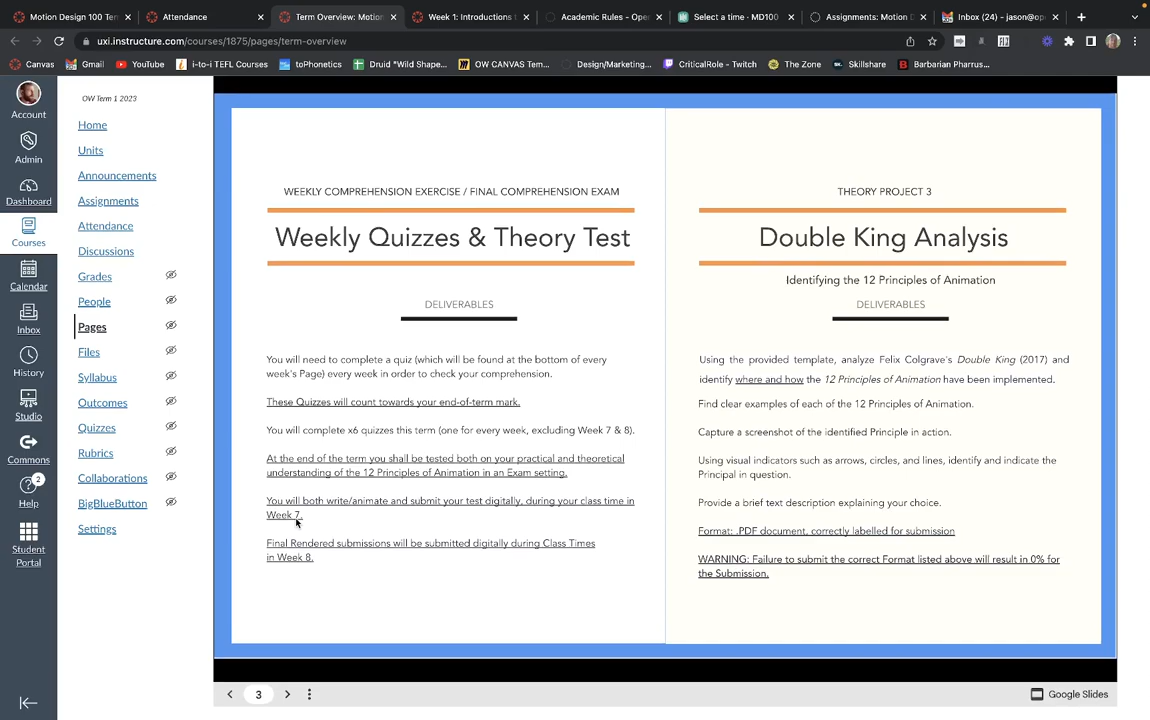 Motion Design 100 Ter
Attendance
Term Overview: Motion
Week 1: Introductions t
Academic Rules - Ope
Select a time - MD100
Assignments: Motion D
Inbox (24) - jason@op
uxi.instructure.com/courses/1875/pages/term-overview
Canvas
Gmail
YouTube
i-to-i TEFL Courses
toPhonetics
Druid "Wild Shape...
OW CANVAS Tem...
Design/Marketing...
CriticalRole - Twitch
The Zone
Skillshare
Barbarian Pharrus...
Account
Admin
Dashboard
Courses
Calendar
Inbox
History
Studio
Commons
2
Help
Student
Portal
OW Term 1 2023
Home
Units
Announcements
Assignments
Attendance
Discussions
Grades
People
Pages
Files
Syllabus
Outcomes
Quizzes
Rubrics
Collaborations
BigBlueButton
Settings
WEEKLY COMPREHENSION EXERCISE / FINAL COMPREHENSION EXAM
Weekly Quizzes & Theory Test
DELIVERABLES
You will need to complete a quiz (which will be found at the bottom of every
week's Page) every week in order to check your comprehension.
These Quizzes will count towards your end-of-term mark.
You will complete x6 quizzes this term (one for every week, excluding Week 7 & 8).
At the end of the term you shall be tested both on your practical and theoretical
understanding of the 12 Principles of Animation in an Exam setting.
You will both write/animate and submit your test digitally, during your class time in
Week 7.
Final Rendered submissions will be submitted digitally during Class Times
in Week 8.
THEORY PROJECT 3
Double King Analysis
Identifying the 12 Principles of Animation
DELIVERABLES
Using the provided template, analyze Felix Colgrave's Double King (2017) and
identify where and how the 12 Principles of Animation have been implemented.
Find clear examples of each of the 12 Principles of Animation.
Capture a screenshot of the identified Principle in action.
Using visual indicators such as arrows, circles, and lines, identify and indicate the
Principal in question.
Provide a brief text description explaining your choice.
Format: .PDF document, correctly labelled for submission
WARNING: Failure to submit the correct Format listed above will result in 0% for
the Submission.
3
Google Slides